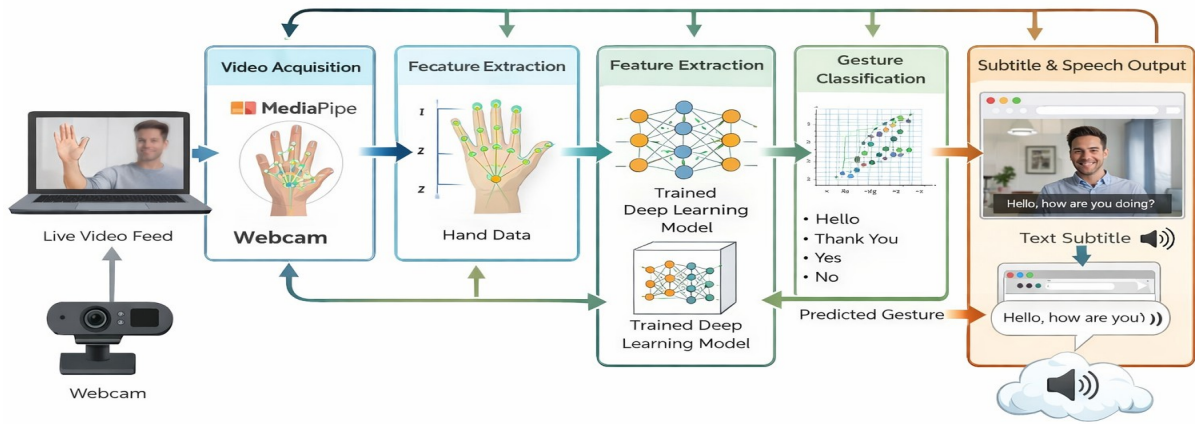 Video Acquisition
MediaPipe
Webcam
Live Video Feed
Webcam
Fecature Extraction
1
2
Z
Hand Data
Feature Extraction
Trained
Deep Learning
Model
Trained Deep
Learning Model
Gesture
Classification
• Hello
• Thank You
• Yes
• No
Predicted Gesture
Subtitle & Speech Output
Hello, how are you doing?
Text Subtitle
Hello, how are you)